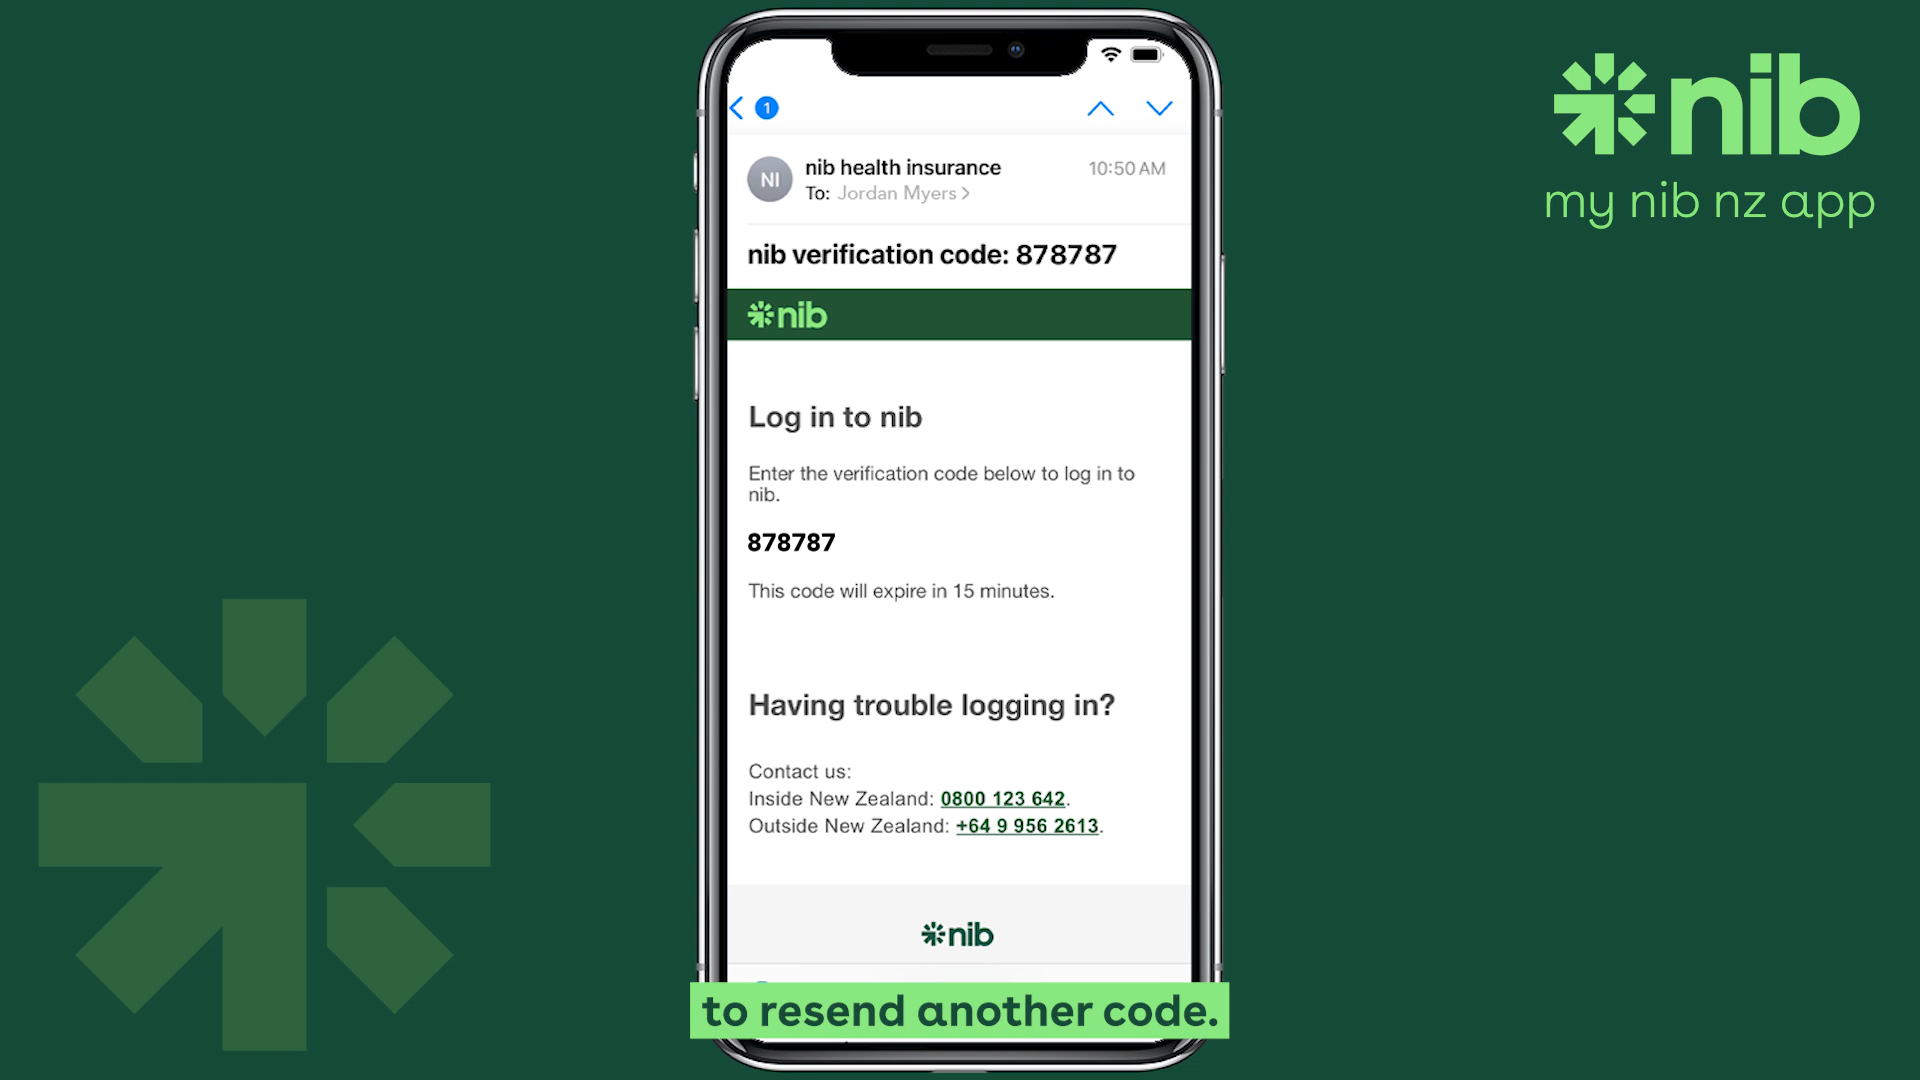 1
NI
nib health insurance
10:50 AM
To: Jordan Myers
nib verification code: 878787
nib
Log in to nib
Enter the verification code below to log in to
nib.
878787
This code will expire in 15 minutes.
Having trouble logging in?
Contact us:
Inside New Zealand: 0800 123 642.
Outside New Zealand: +64 9 956 2613.
nib
to resend another code.
nib
my nib nz app